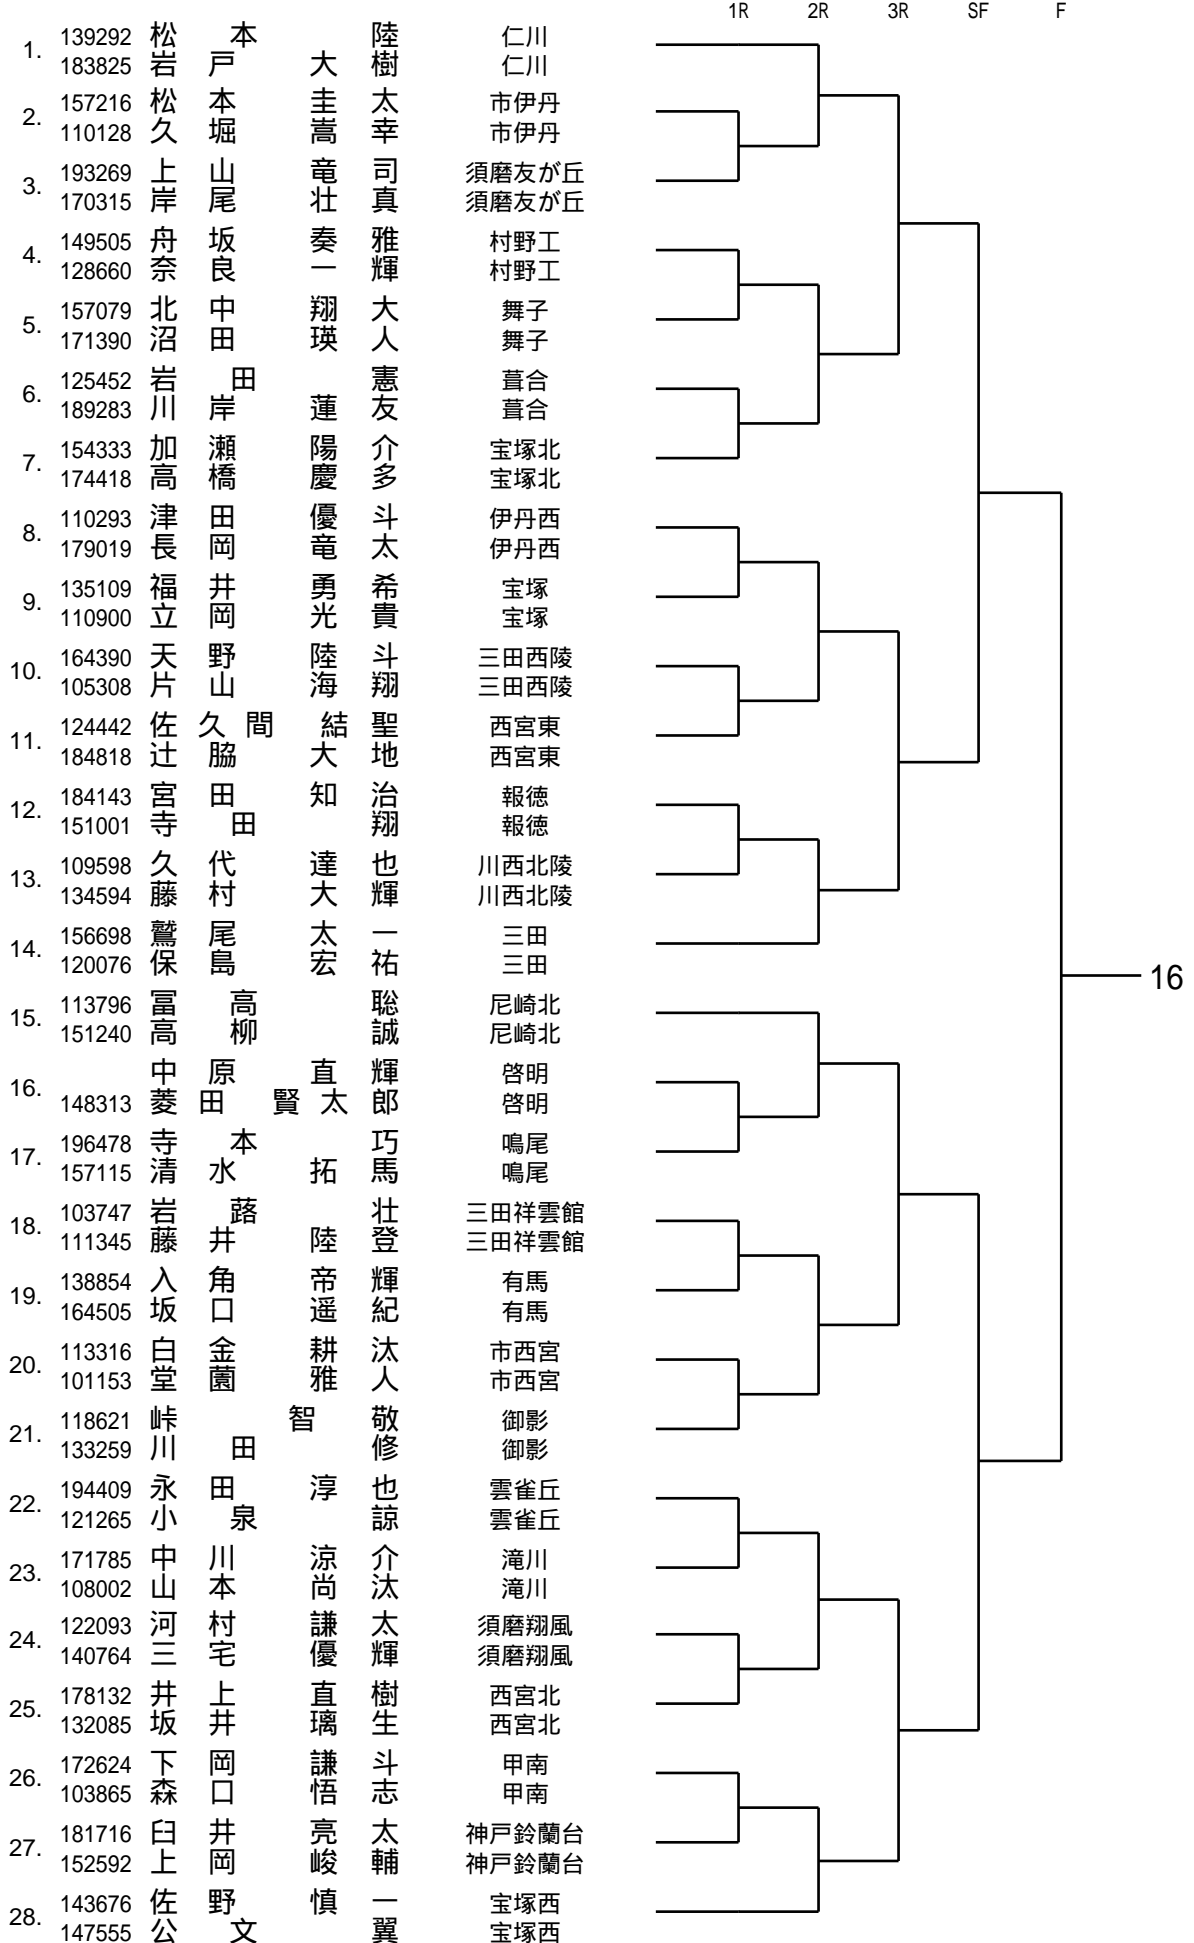 1R 2R 3R SF F
1. 139292 松本 陸 仁川
183825 岩戸 大樹 仁川
2. 157216 松本 圭太 市伊丹
110128 久堀 嵩幸 市伊丹
3. 193269 上山 竜司 須磨友が丘
170315 岸尾 壮真 須磨友が丘
4. 149505 舟坂 奏雅 村野工
128660 奈良 一輝 村野工
5. 157079 北中 翔大 舞子
171390 沼田 瑛人 舞子
6. 125452 岩田 憲 葺合
189283 川岸 蓮友 葺合
7. 154333 加瀬 陽介 宝塚北
174418 高橋 慶多 宝塚北
8. 110293 津田 優斗 伊丹西
179019 長岡 竜太 伊丹西
9. 135109 福井 勇希 宝塚
110900 立岡 光貴 宝塚
10. 164390 天野 陸斗 三田西陵
105308 片山 海翔 三田西陵
11. 124442 佐久間 結聖 西宮東
184818 辻脇 大地 西宮東
12. 184143 宮田 知治 報徳
151001 寺田 翔 報徳
13. 109598 久代 達也 川西北陵
134594 藤村 大輝 川西北陵
14. 156698 鷲尾 太一 三田
120076 保島 宏祐 三田
15. 113796 冨高 聡 尼崎北
151240 高柳 誠 尼崎北
16. 中原 直輝 啓明
148313 菱田 賢太郎 啓明
17. 196478 寺本 巧 鳴尾
157115 清水 拓馬 鳴尾
18. 103747 岩蕗 壮 三田祥雲館
111345 藤井 陸登 三田祥雲館
19. 138854 入角 帝輝 有馬
164505 坂口 遥紀 有馬
20. 113316 白金 耕汰 市西宮
101153 堂薗 雅人 市西宮
21. 118621 峠 智敬 御影
133259 川田 修 御影
22. 194409 永田 淳也 雲雀丘
121265 小泉 諒 雲雀丘
23. 171785 中川 涼介 滝川
108002 山本 尚汰 滝川
24. 122093 河村 謙太 須磨翔風
140764 三宅 優輝 須磨翔風
25. 178132 井上 直樹 西宮北
132085 坂井 璃生 西宮北
26. 172624 下岡 謙斗 甲南
103865 森口 悟志 甲南
27. 181716 臼井 亮太 神戸鈴蘭台
152592 上岡 峻輔 神戸鈴蘭台
28. 143676 佐野 慎一 宝塚西
147555 公文 翼 宝塚西
16